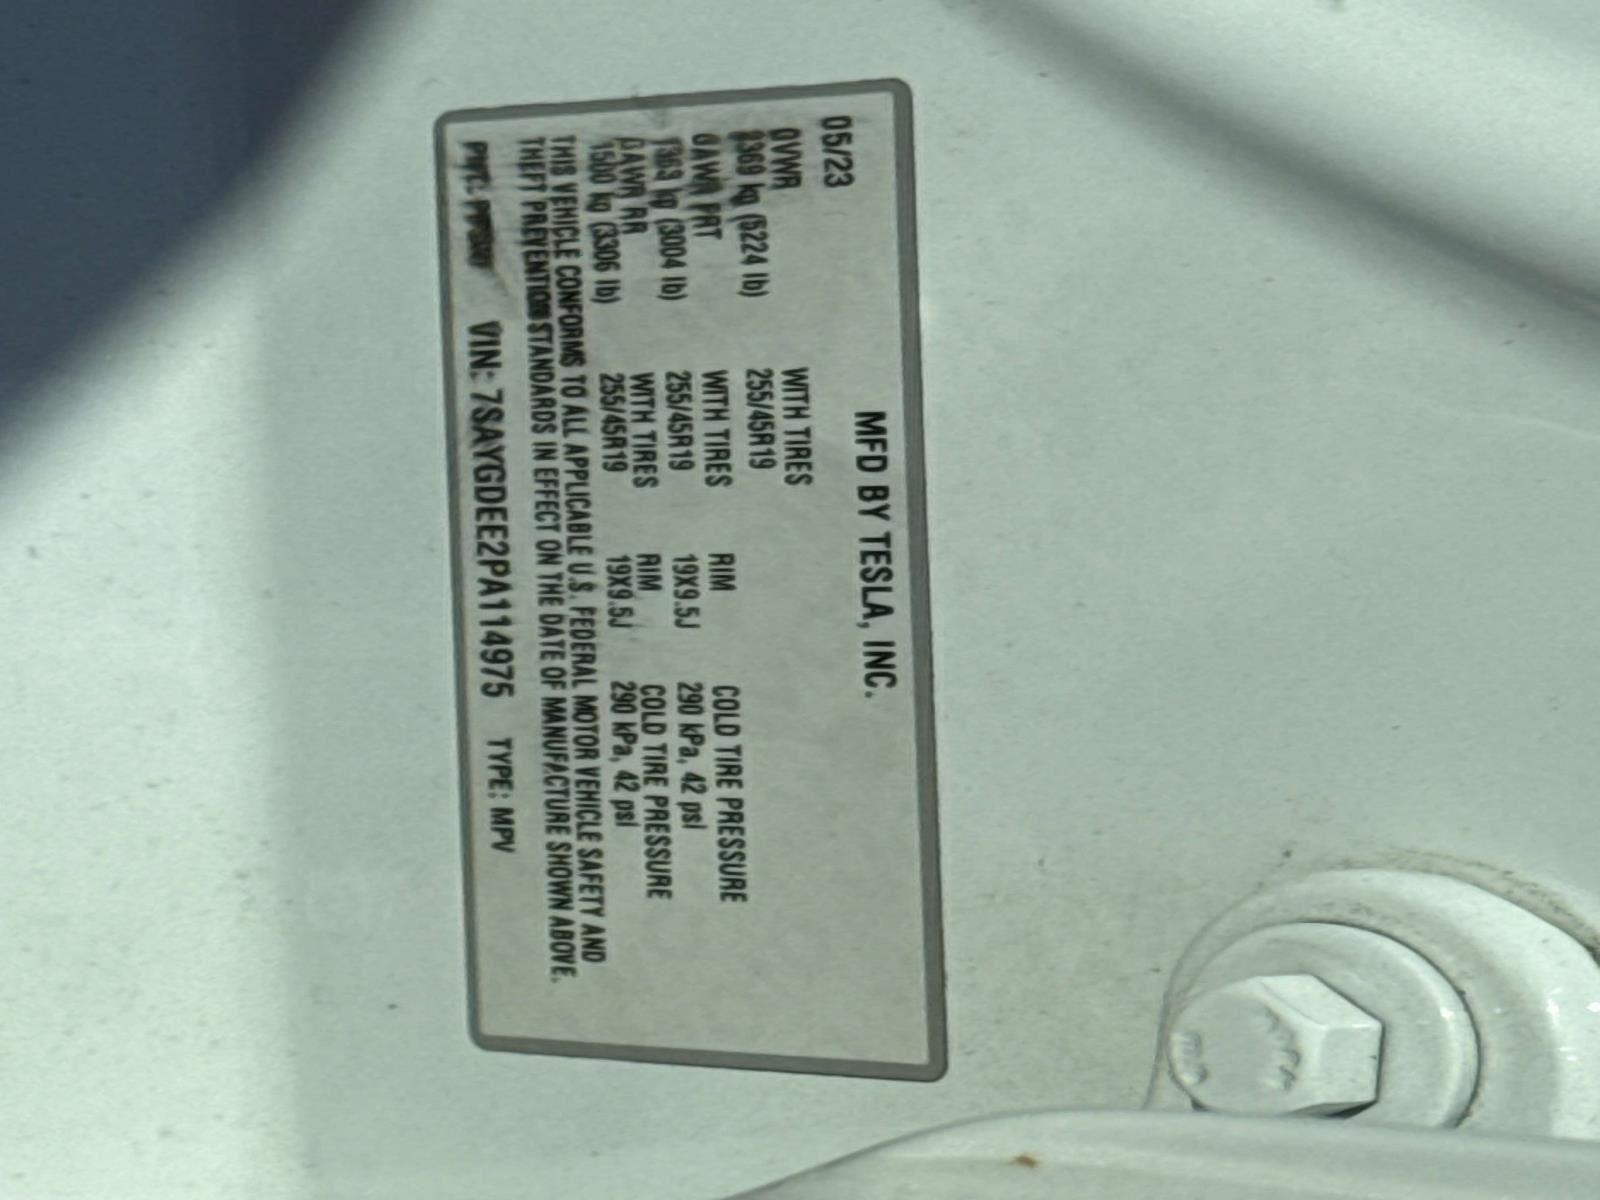 MFD BY TESLA, INC.
05/23
GVWR WITH TIRES
2369 kg (5224 lb) 255/45R19
GAWR FRT WITH TIRES RIM COLD TIRE PRESSURE
1363 kg (3004 lb) 255/45R19 19X9.5J 290 kPa, 42 psi
GAWR RR WITH TIRES RIM COLD TIRE PRESSURE
1500 kg (3306 lb) 255/45R19 19X9.5J 290 kPa, 42 psi
THIS VEHICLE CONFORMS TO ALL APPLICABLE U.S. FEDERAL MOTOR VEHICLE SAFETY AND
THEFT PREVENTION STANDARDS IN EFFECT ON THE DATE OF MANUFACTURE SHOWN ABOVE.
VIN: 7SAYGDEE2PA114975 TYPE: MPV